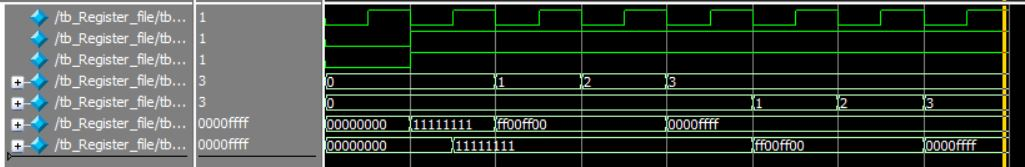 /tb_Register_file/tb... 1
/tb_Register_file/tb... 1
/tb_Register_file/tb... 1
/tb_Register_file/tb... 3 0 1 2 3
/tb_Register_file/tb... 3 0 1 2 3
/tb_Register_file/tb... 0000ffff 00000000 11111111 ff00ff00 0000ffff
/tb_Register_file/tb... 0000ffff 00000000 11111111 ff00ff00 0000ffff